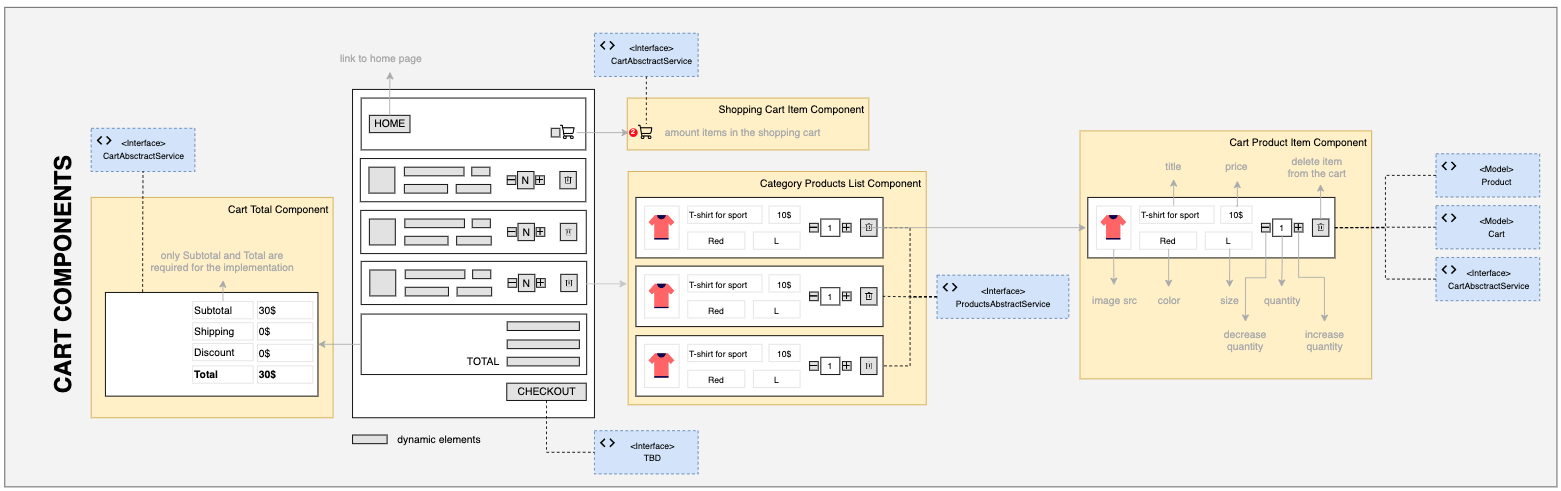 CART COMPONENTS
<Interface>
CartAbsctractService
Cart Total Component
only Subtotal and Total are
required for the implementation
Subtotal 30$
Shipping 0$
Discount 0$
Total 30$
link to home page
HOME
N
N
N
TOTAL
CHECKOUT
dynamic elements
<Interface>
TBD
<Interface>
CartAbsctractService
Shopping Cart Item Component
2
amount items in the shopping cart
Category Products List Component
T-shirt for sport 10$
1
Red L
T-shirt for sport 10$
1
Red L
T-shirt for sport 10$
1
Red L
<Interface>
ProductsAbstractService
Cart Product Item Component
title price delete item
from the cart
T-shirt for sport 10$
1
Red L
image src color size quantity
decrease
quantity
increase
quantity
<Model>
Product
<Model>
Cart
<Interface>
CartAbsctractService